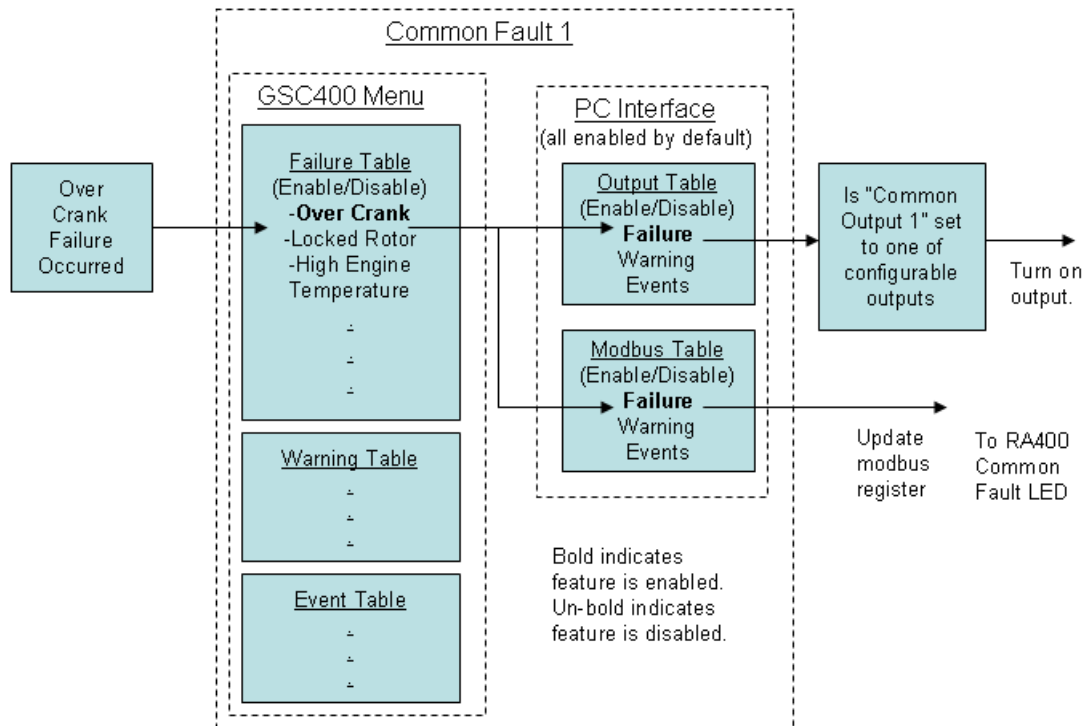 Common Fault 1
GSC400 Menu
PC Interface
(all enabled by default)
Over
Crank
Failure
Occurred
Failure Table
(Enable/Disable)
-Over Crank
-Locked Rotor
-High Engine
Temperature
.
.
.
Warning Table
.
.
.
Event Table
.
.
.
Output Table
(Enable/Disable)
Failure
Warning
Events
Modbus Table
(Enable/Disable)
Failure
Warning
Events
Is "Common
Output 1" set
to one of
configurable
outputs
Turn on
output.
Update
modbus
register
To RA400
Common
Fault LED
Bold indicates
feature is enabled.
Un-bold indicates
feature is disabled.